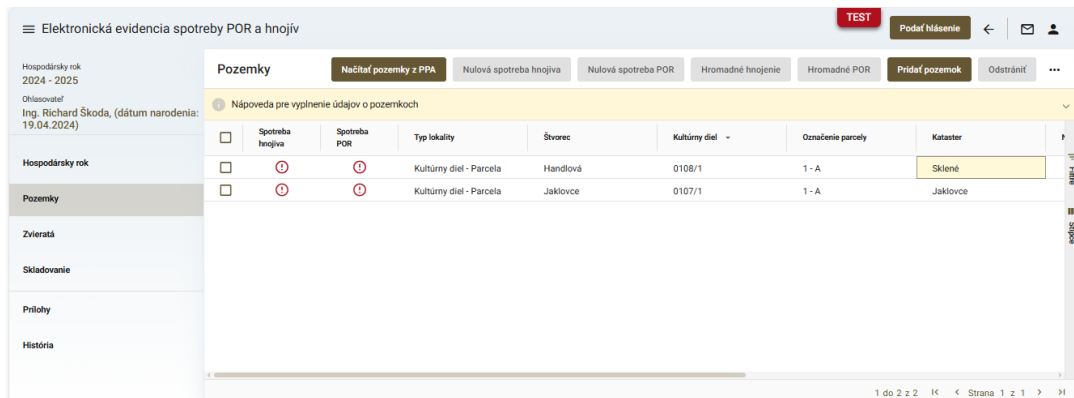 TEST
Elektronická evidencia spotreby POR a hnojív
Podať hlásenie
Hospodársky rok
2024 - 2025
Ohlasovateľ
Ing. Richard Škoda, (dátum narodenia:
19.04.2024)
Hospodársky rok
Pozemky
Zvieratá
Skladovanie
Prílohy
História
Pozemky
Načítať pozemky z PPA
Nulová spotreba hnojiva
Nulová spotreba POR
Hromadné hnojenie
Hromadné POR
Pridať pozemok
Odstrániť
Nápoveda pre vyplnenie údajov o pozemkoch
Spotreba hnojiva
Spotreba POR
Typ lokality
Štvorec
Kultúrny diel
Označenie parcely
Kataster
Kultúrny diel - Parcela Handlová 0108/1 1 - A Sklené
Kultúrny diel - Parcela Jaklovce 0107/1 1 - A Jaklovce
Filtre
Stĺpce
1 do 2 z 2 Strana 1 z 1